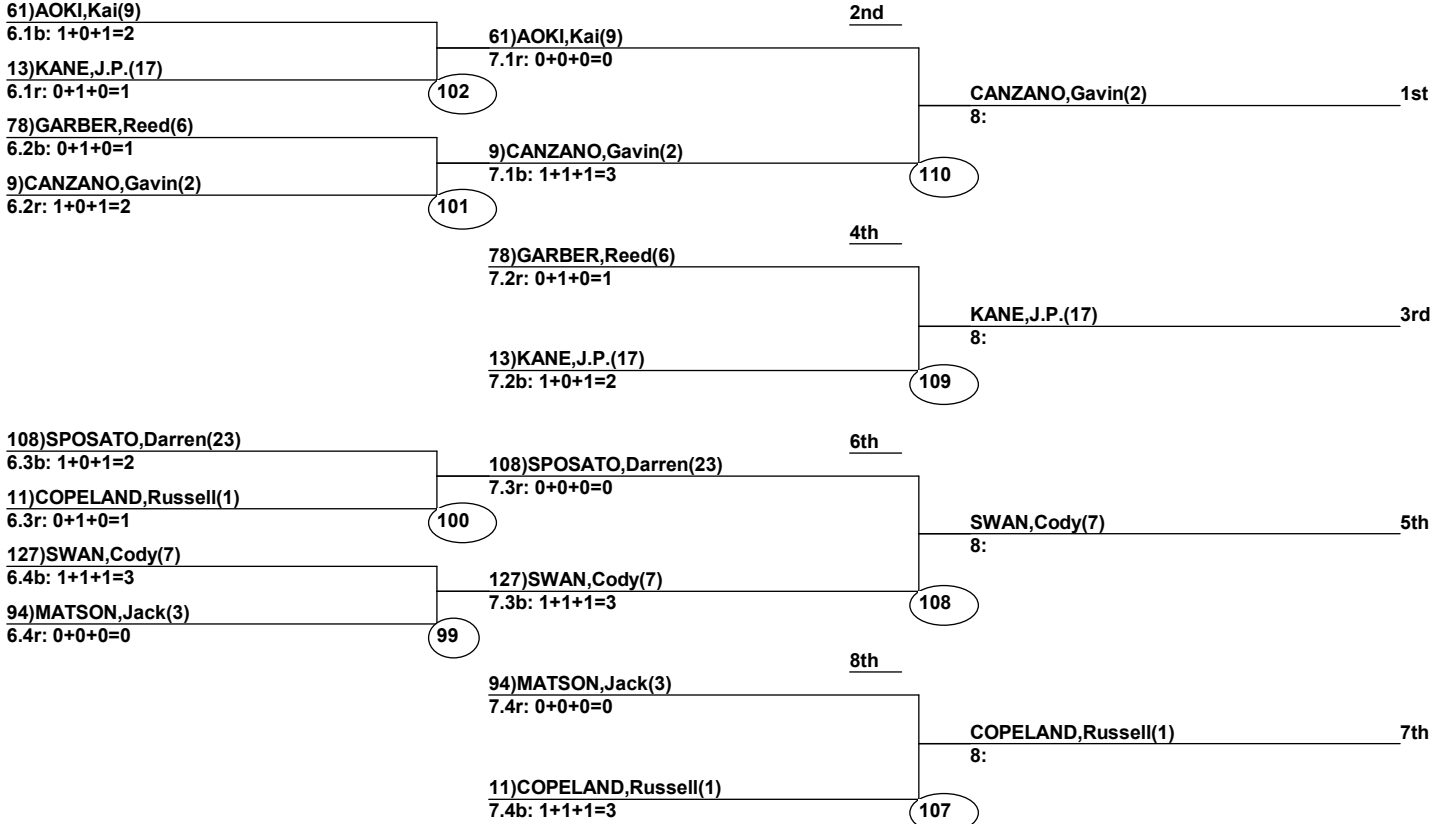 61)AOKI,Kai(9)
6.1b: 1+0+1=2
13)KANE,J.P.(17)
6.1r: 0+1+0=1
102
78)GARBER,Reed(6)
6.2b: 0+1+0=1
9)CANZANO,Gavin(2)
6.2r: 1+0+1=2
101
2nd
61)AOKI,Kai(9)
7.1r: 0+0+0=0
9)CANZANO,Gavin(2)
7.1b: 1+1+1=3
110
CANZANO,Gavin(2) 1st
8:
4th
78)GARBER,Reed(6)
7.2r: 0+1+0=1
13)KANE,J.P.(17)
7.2b: 1+0+1=2
109
KANE,J.P.(17) 3rd
8:
108)SPOSATO,Darren(23)
6.3b: 1+0+1=2
11)COPELAND,Russell(1)
6.3r: 0+1+0=1
100
127)SWAN,Cody(7)
6.4b: 1+1+1=3
94)MATSON,Jack(3)
6.4r: 0+0+0=0
99
6th
108)SPOSATO,Darren(23)
7.3r: 0+0+0=0
127)SWAN,Cody(7)
7.3b: 1+1+1=3
108
SWAN,Cody(7) 5th
8:
8th
94)MATSON,Jack(3)
7.4r: 0+0+0=0
11)COPELAND,Russell(1)
7.4b: 1+1+1=3
107
COPELAND,Russell(1) 7th
8: